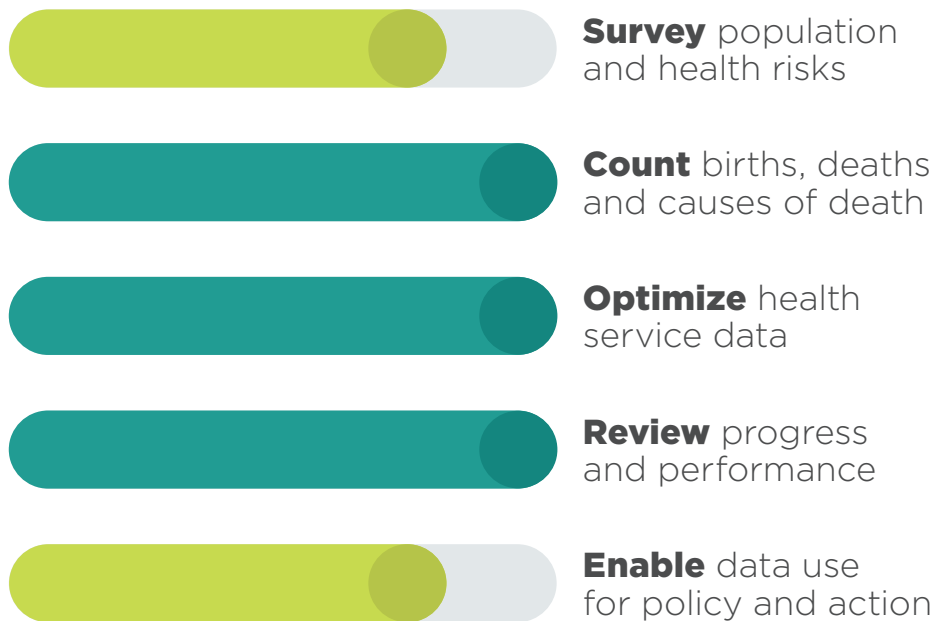 Survey population
and health risks
Count births, deaths
and causes of death
Optimize health
service data
Review progress
and performance
Enable data use
for policy and action